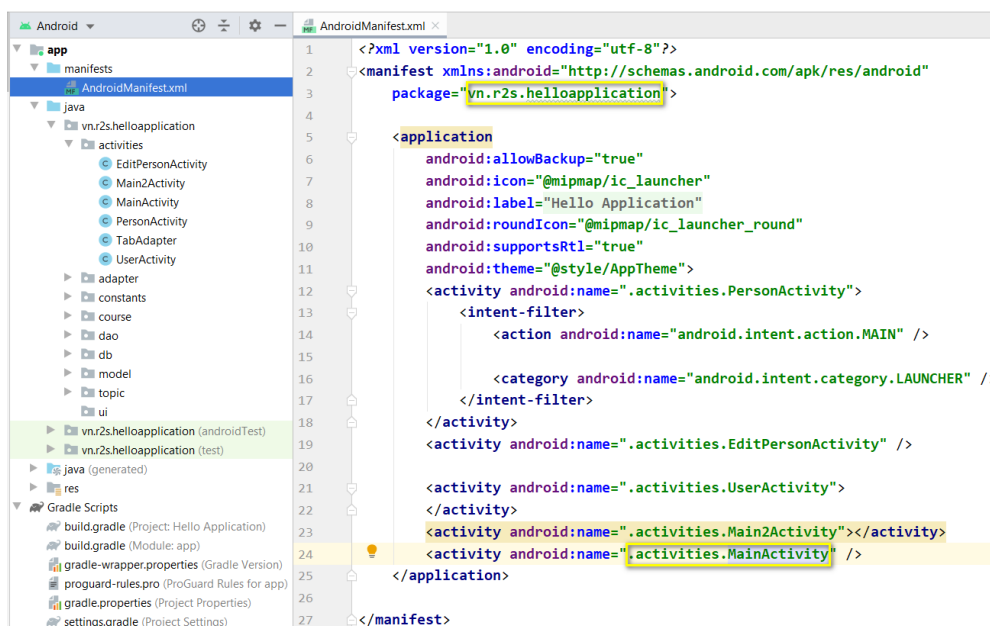 Android
AndroidManifest.xml
app
manifests
AndroidManifest.xml
java
vn.r2s.helloapplication
activities
EditPersonActivity
Main2Activity
MainActivity
PersonActivity
TabAdapter
UserActivity
adapter
constants
course
dao
db
model
topic
ui
vn.r2s.helloapplication (androidTest)
vn.r2s.helloapplication (test)
java (generated)
res
Gradle Scripts
build.gradle (Project: Hello Application)
build.gradle (Module: app)
gradle-wrapper.properties (Gradle Version)
proguard-rules.pro (ProGuard Rules for app)
gradle.properties (Project Properties)
settings.gradle (Project Settings)
1 <?xml version="1.0" encoding="utf-8"?>
2 <manifest xmlns:android="http://schemas.android.com/apk/res/android"
3 package="vn.r2s.helloapplication">
4
5 <application
6 android:allowBackup="true"
7 android:icon="@mipmap/ic_launcher"
8 android:label="Hello Application"
9 android:roundIcon="@mipmap/ic_launcher_round"
10 android:supportsRtl="true"
11 android:theme="@style/AppTheme">
12 <activity android:name=".activities.PersonActivity">
13 <intent-filter>
14 <action android:name="android.intent.action.MAIN" />
15
16 <category android:name="android.intent.category.LAUNCHER" /
17 </intent-filter>
18 </activity>
19 <activity android:name=".activities.EditPersonActivity" />
20
21 <activity android:name=".activities.UserActivity">
22 </activity>
23 <activity android:name=".activities.Main2Activity"></activity>
24 <activity android:name=".activities.MainActivity" />
25 </application>
26
27 </manifest>